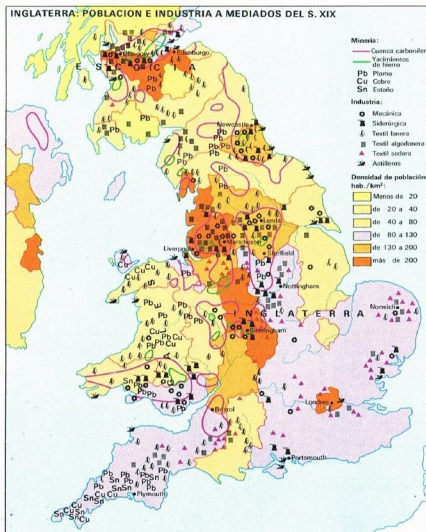 INGLATERRA: POBLACION E INDUSTRIA A MEDIADOS DEL S. XIX
Minería:
Cuenca carbonífera
Yacimientos de hierro
Pb Plomo
Cu Cobre
Sn Estaño
Industria:
Mecánica
Siderúrgica
Textil lanera
Textil algodonera
Textil sedera
Astilleros
Densidad de población
hab./km²:
Menos de 20
de 20 a 40
de 40 a 80
de 80 a 130
de 130 a 200
más de 200
Edimburgo
Newcastle
Leeds
Liverpool
Manchester
Sheffield
Nottingham
Norwich
INGLATERRA
Birmingham
Londres
Bristol
Portsmouth
Plymouth